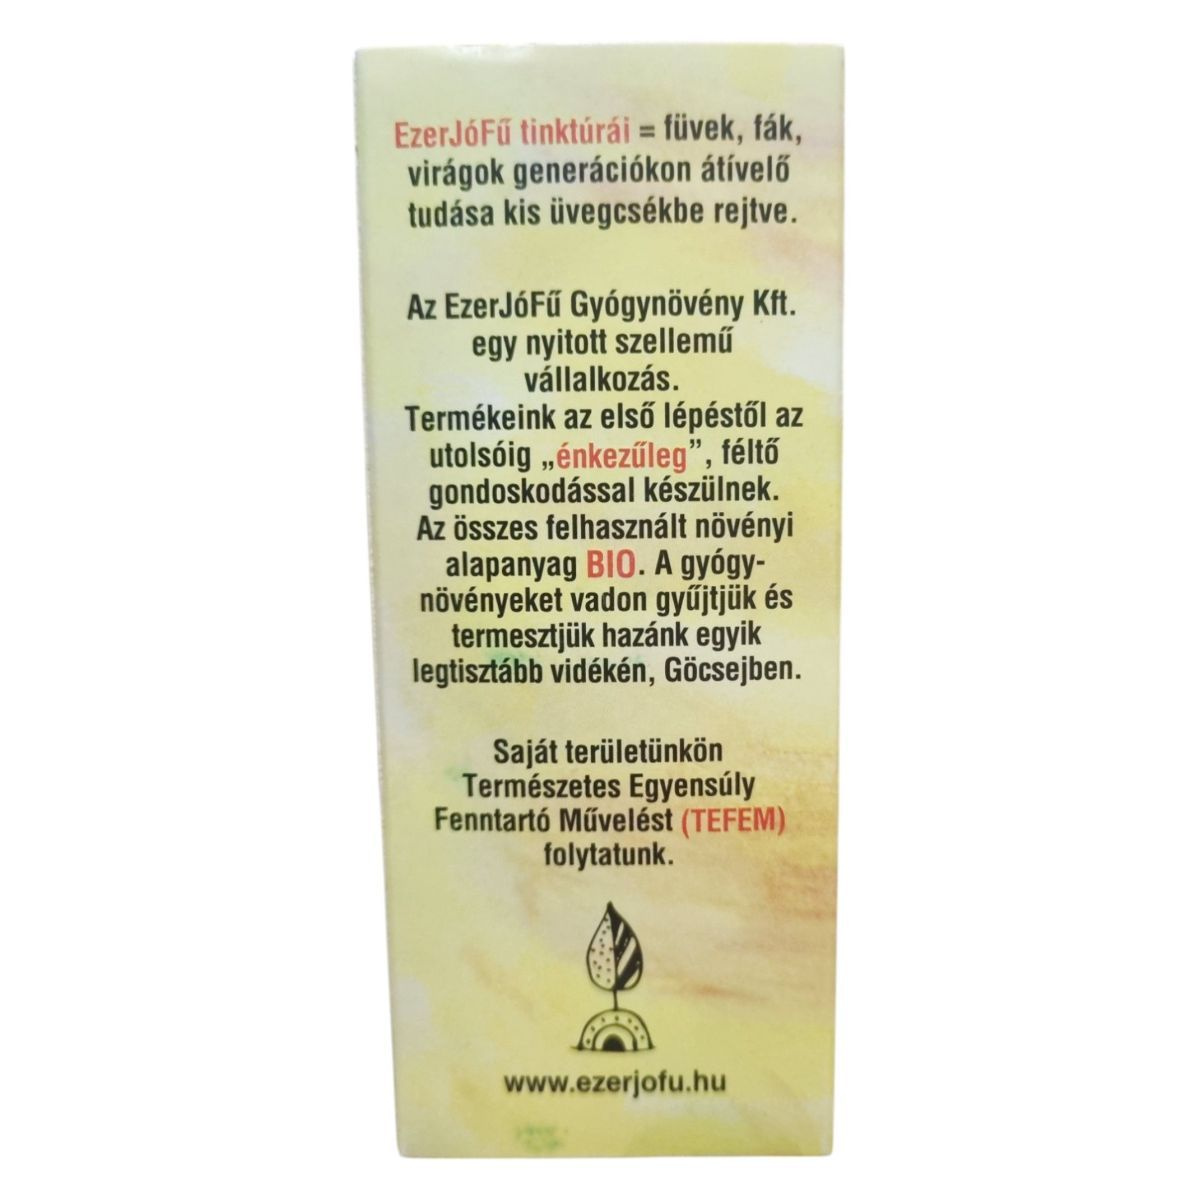 EzerJóFű tinktúrái = füvek, fák,
virágok generációkon átívelő
tudása kis üvegcsékbe rejtve.
Az EzerJóFű Gyógynövény Kft.
egy nyitott szellemű
vállalkozás.
Termékeink az első lépéstől az
utolsóig „énkezűleg”, féltő
gondoskodással készülnek.
Az összes felhasznált növényi
alapanyag BIO. A gyógy-
növényeket vadon gyűjtjük és
termesztjük hazánk egyik
legtisztább vidékén, Göcsejben.
Saját területünkön
Természetes Egyensúly
Fenntartó Művelést (TEFEM)
folytatunk.
www.ezerjofu.hu